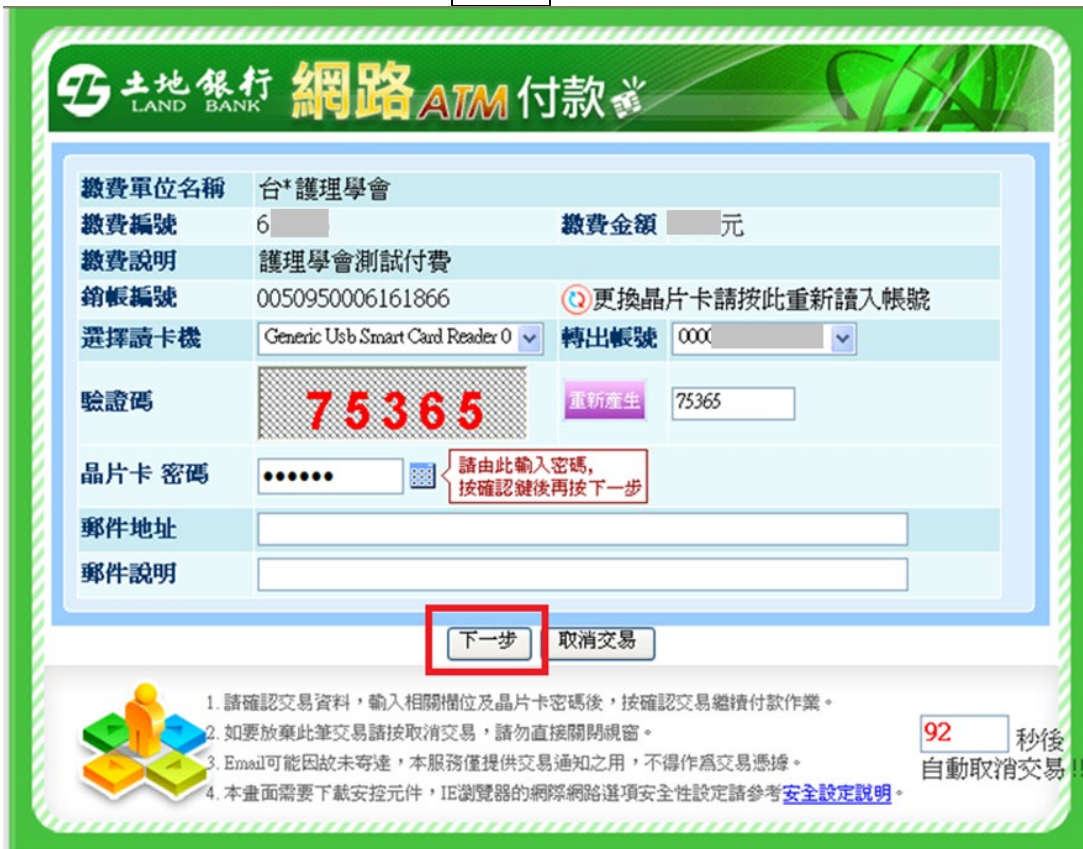 土地銀行 網路ATM付款
LAND BANK
繳費單位名稱 台*護理學會
繳費編號 6 繳費金額 元
繳費說明 護理學會測試付費
銷帳編號 0050950006161866 更換晶片卡請按此重新讀入帳號
選擇讀卡機 Generic Usb Smart Card Reader 0 轉出帳號 0000
驗證碼 75365 重新產生 75365
晶片卡 密碼 •••••• 請由此輸入密碼,
按確認鍵後再按下一步
郵件地址
郵件說明
下一步 取消交易
1. 請確認交易資料，輸入相關欄位及晶片卡密碼後，按確認交易繼續付款作業。
2. 如要放棄此筆交易請按取消交易，請勿直接關閉視窗。
3. Email可能因故未寄達，本服務僅提供交易通知之用，不得作為交易憑據。
4. 本畫面需要下載安控元件，IE瀏覽器的網際網路選項安全性設定請參考安全設定說明。
92 秒後
自動取消交易!!